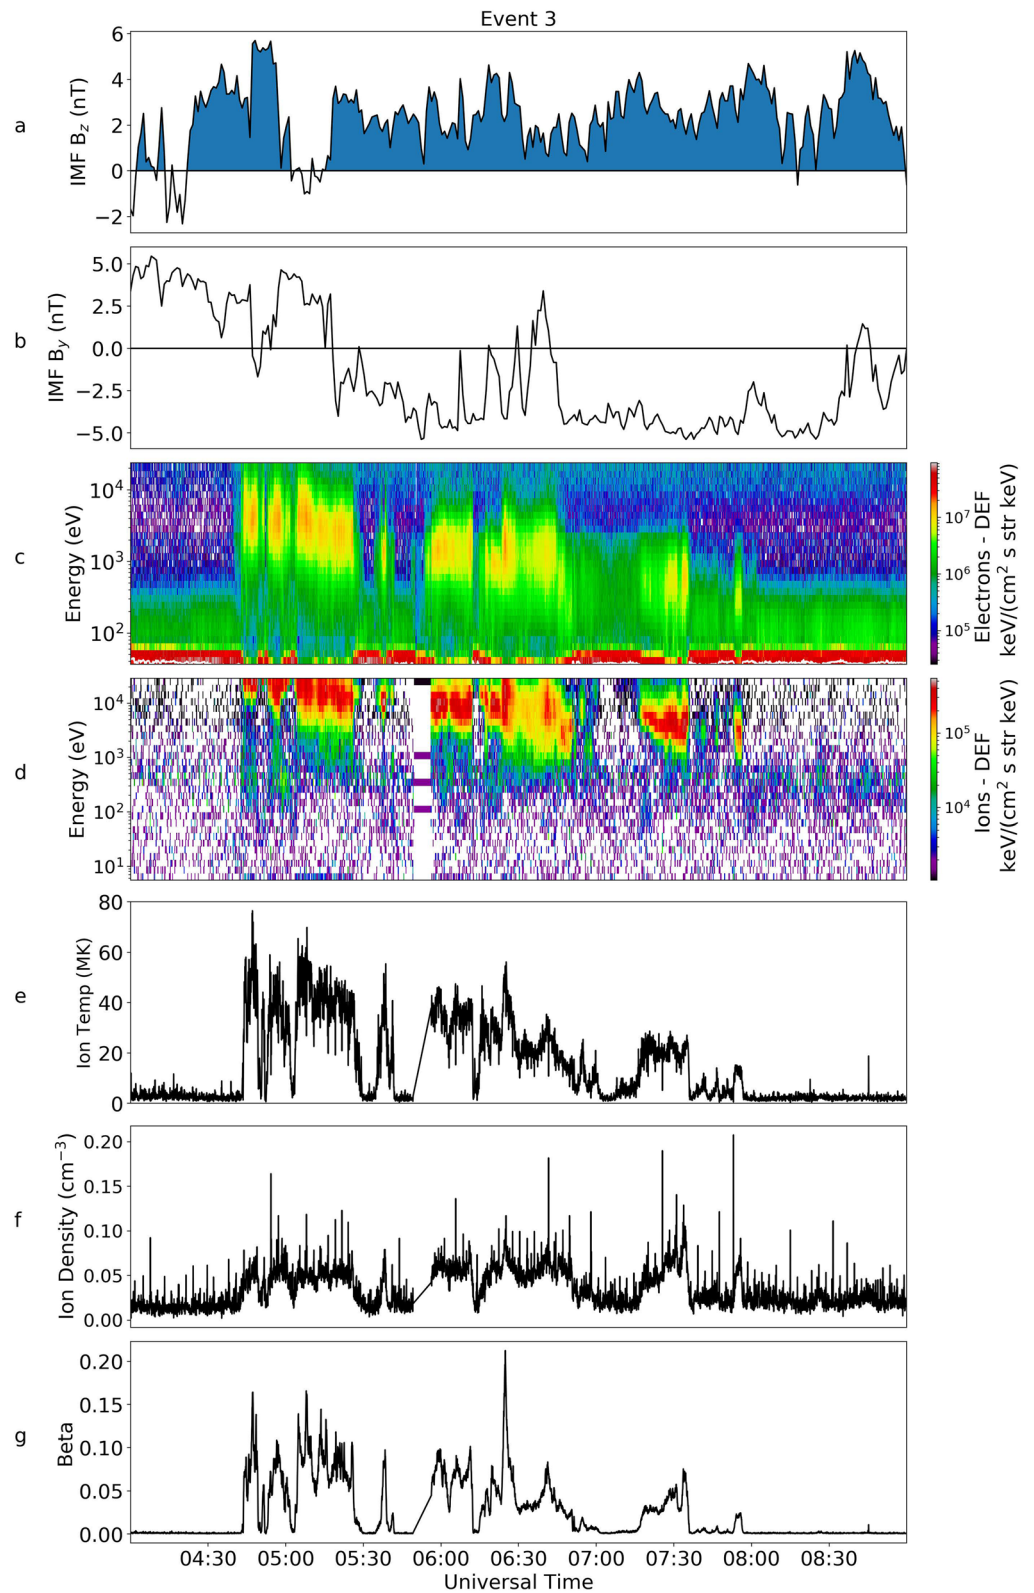 Event 3
a
IMF B_z (nT)
6
4
2
0
−2
b
IMF B_y (nT)
5.0
2.5
0.0
−2.5
−5.0
c
Energy (eV)
10^4
10^3
10^2
10^7
10^6
10^5
Electrons - DEF
keV/(cm^2 s str keV)
d
Energy (eV)
10^4
10^3
10^2
10^1
10^5
10^4
Ions - DEF
keV/(cm^2 s str keV)
e
Ion Temp (MK)
80
60
40
20
0
f
Ion Density (cm^−3)
0.20
0.15
0.10
0.05
0.00
g
Beta
0.20
0.15
0.10
0.05
0.00
04:30 05:00 05:30 06:00 06:30 07:00 07:30 08:00 08:30
Universal Time